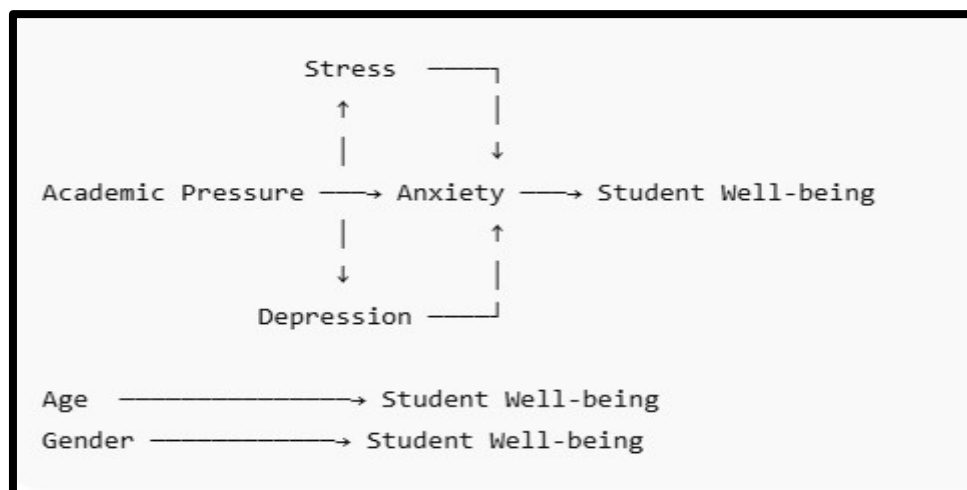 Stress
Academic Pressure → Anxiety → Student Well-being
Depression
Age → Student Well-being
Gender → Student Well-being